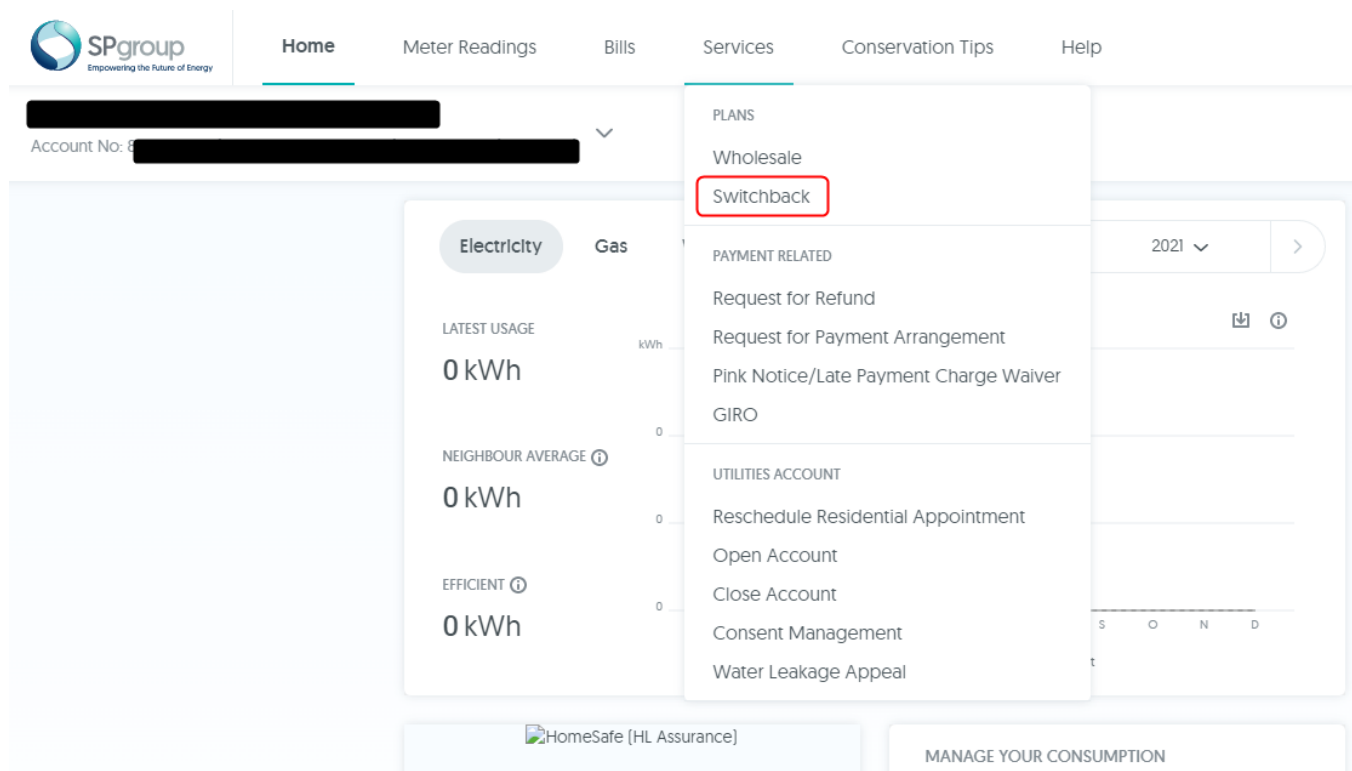 SPgroup
Empowering the Future of Energy
Home
Meter Readings
Bills
Services
Conservation Tips
Help
Account No: 8
PLANS
Wholesale
Switchback
PAYMENT RELATED
Request for Refund
Request for Payment Arrangement
Pink Notice/Late Payment Charge Waiver
GIRO
UTILITIES ACCOUNT
Reschedule Residential Appointment
Open Account
Close Account
Consent Management
Water Leakage Appeal
Electricity
Gas
2021
LATEST USAGE
0 kWh
NEIGHBOUR AVERAGE
0 kWh
EFFICIENT
0 kWh
kWh
0
0
0
S O N D
t
HomeSafe (HL Assurance)
MANAGE YOUR CONSUMPTION